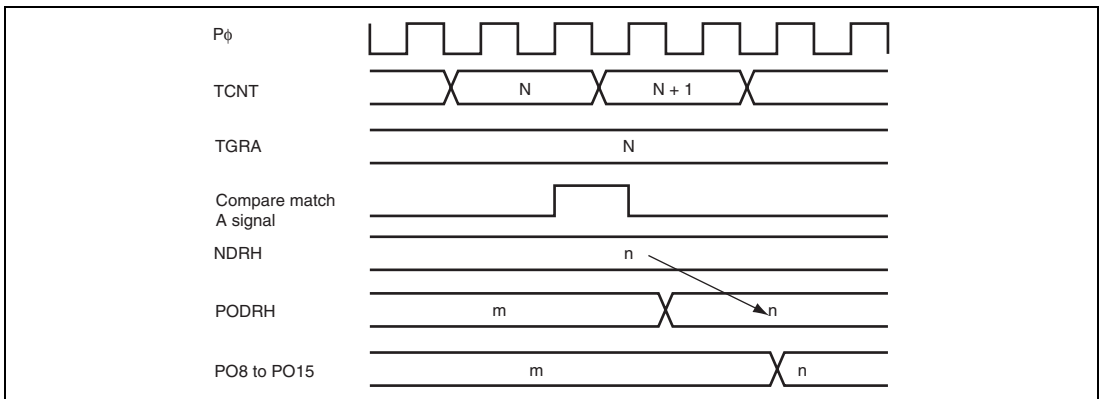 Pϕ
TCNT
N
N + 1
TGRA
N
Compare match
A signal
NDRH
n
PODRH
m
n
PO8 to PO15
m
n